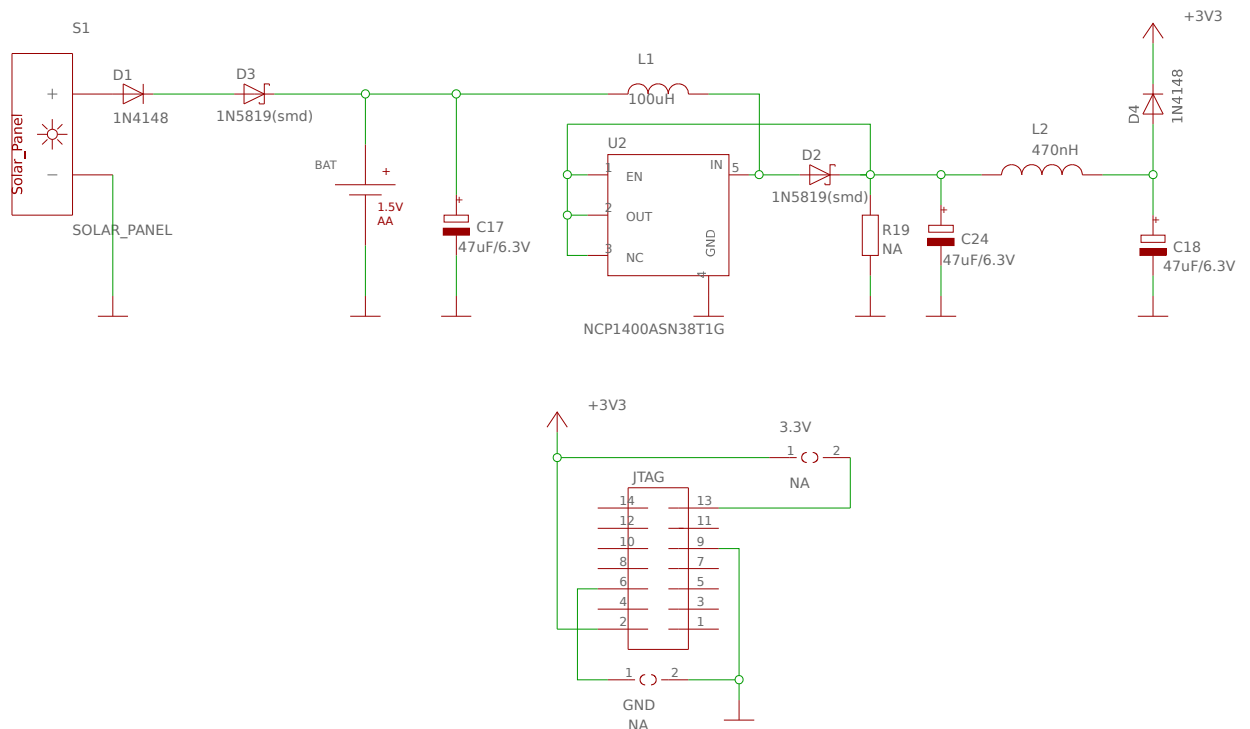 S1
+3V3
D1
D3
L1
1N4148
1N5819(smd)
100uH
Solar_Panel
+
−
SOLAR_PANEL
BAT
+
1.5V
AA
+
C17
47uF/6.3V
U2
1
EN
2
OUT
3
NC
IN
5
GND
4
NCP1400ASN38T1G
D2
1N5819(smd)
R19
NA
+
C24
47uF/6.3V
L2
470nH
D4
1N4148
+
C18
47uF/6.3V
+3V3
3.3V
1
2
NA
JTAG
14
13
12
11
10
9
8
7
6
5
4
3
2
1
1
2
GND
NA